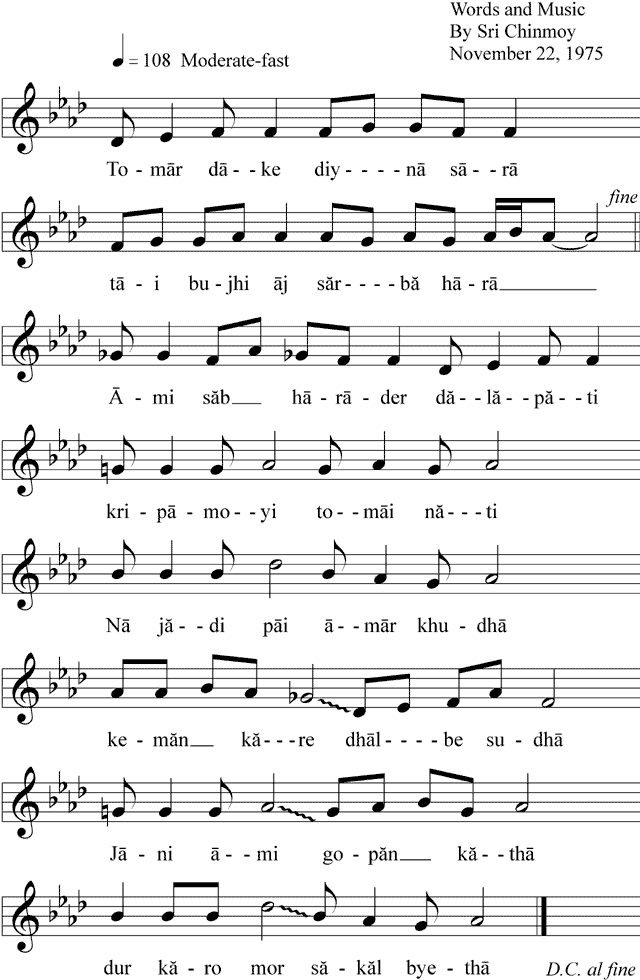 Words and Music
By Sri Chinmoy
November 22, 1975
= 108 Moderate-fast
To - mār dā - - ke diy - - - - nā sā - - rā
fine
tā - i bu - jhi āj săr - - - - bă hā - rā ____
Ā - - mi săb __ hā - rā - der dă - - lă - pă - - ti
kri - pā - mo - - yi to - - māi nă - - - ti
Nā jă - - di pāi ā - - mār khu - dhā
ke - măn __ kă - - - re dhāl - - - - be su - dhā
Jā - ni ā - - mi go - păn __ kă - - thā
dur kă - ro mor să - kăl bye - thā
D.C. al fine